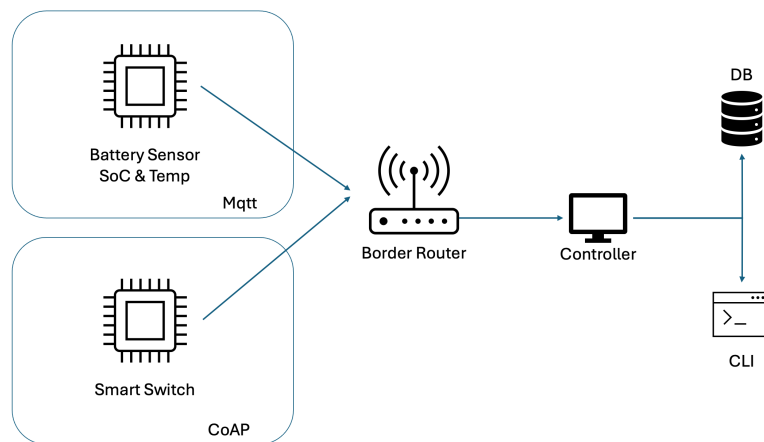 Battery Sensor
SoC & Temp
Mqtt
Smart Switch
CoAP
Border Router
Controller
DB
>_
CLI